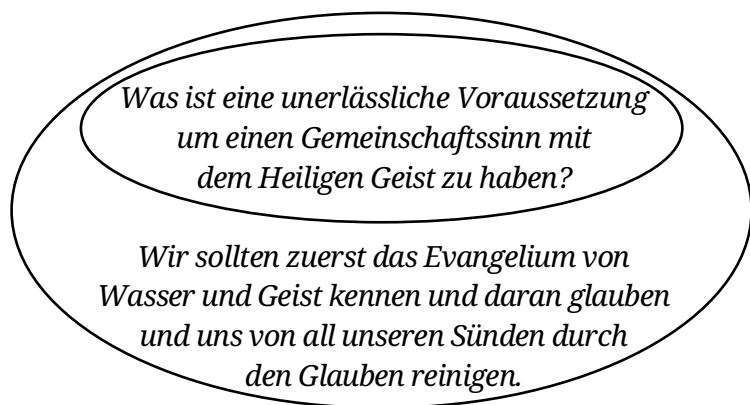 Was ist eine unerlässliche Voraussetzung
um einen Gemeinschaftssinn mit
dem Heiligen Geist zu haben?
Wir sollten zuerst das Evangelium von
Wasser und Geist kennen und daran glauben
und uns von all unseren Sünden durch
den Glauben reinigen.